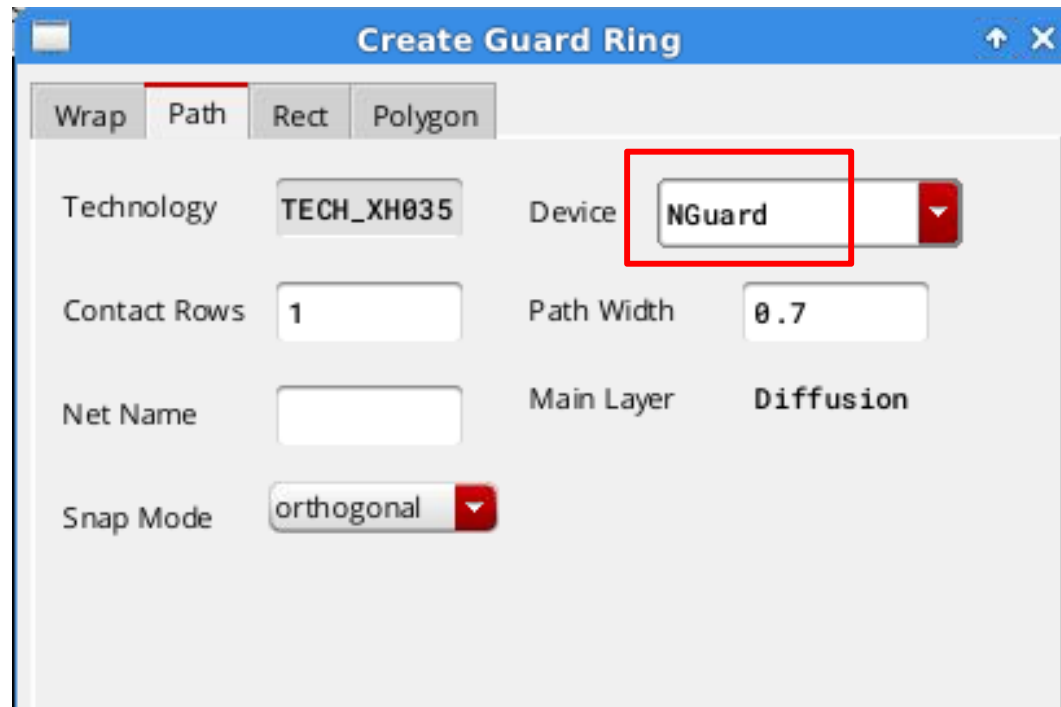 Create Guard Ring
Wrap Path Rect Polygon
Technology TECH_XH035 Device NGuard
Contact Rows 1 Path Width 0.7
Net Name Main Layer Diffusion
Snap Mode orthogonal